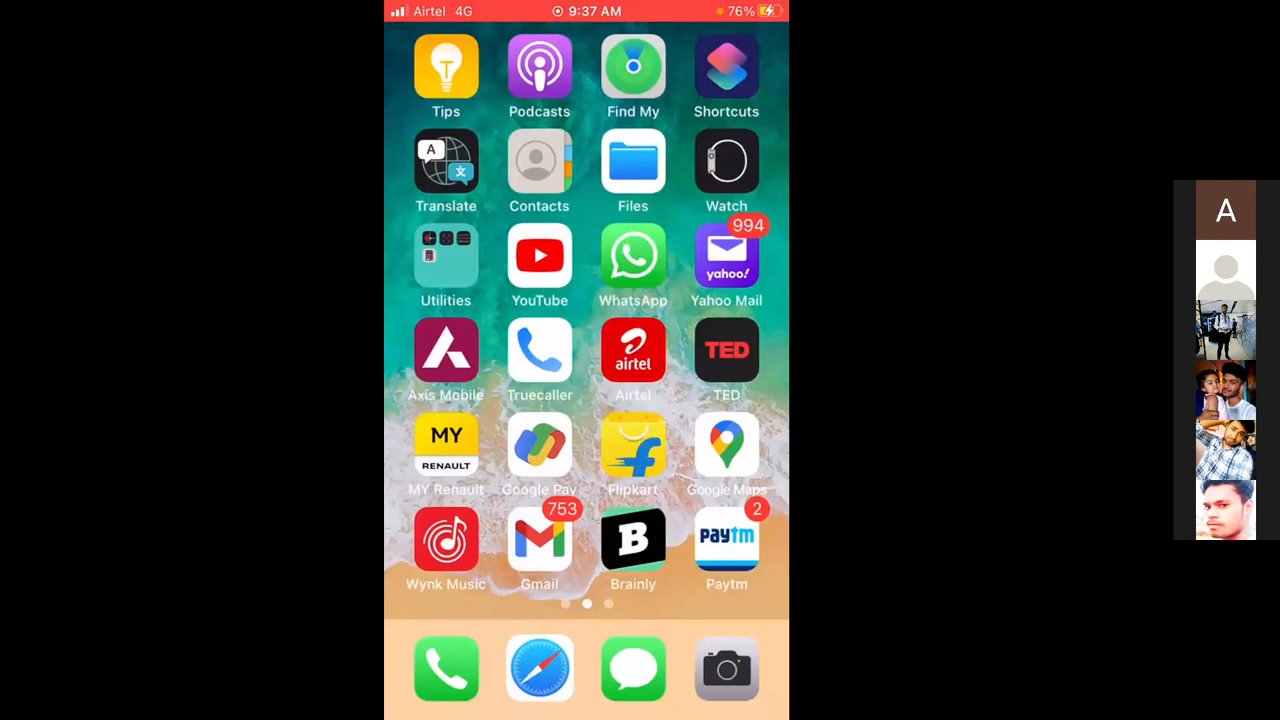 Airtel 4G 9:37 AM 76%
Tips Podcasts Find My Shortcuts
A 文
Translate Contacts Files Watch
994
yahoo!
Utilities YouTube WhatsApp Yahoo Mail
airtel TED
Axis Mobile Truecaller Airtel TED
MY
RENAULT
MY Renault Google Pay Flipkart Google Maps
753 2
B paytm
Wynk Music Gmail Brainly Paytm
A